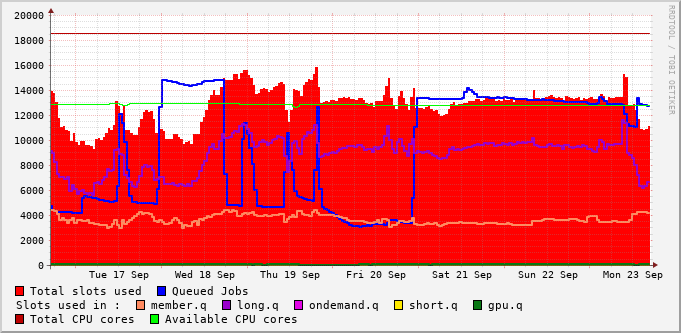 20000
18000
16000
14000
12000
10000
8000
6000
4000
2000
0
Tue 17 Sep Wed 18 Sep Thu 19 Sep Fri 20 Sep Sat 21 Sep Sun 22 Sep Mon 23 Sep
Total slots used Queued Jobs
Slots used in : member.q long.q ondemand.q short.q gpu.q
Total CPU cores Available CPU cores
RRDTOOL / TOBI OETIKER